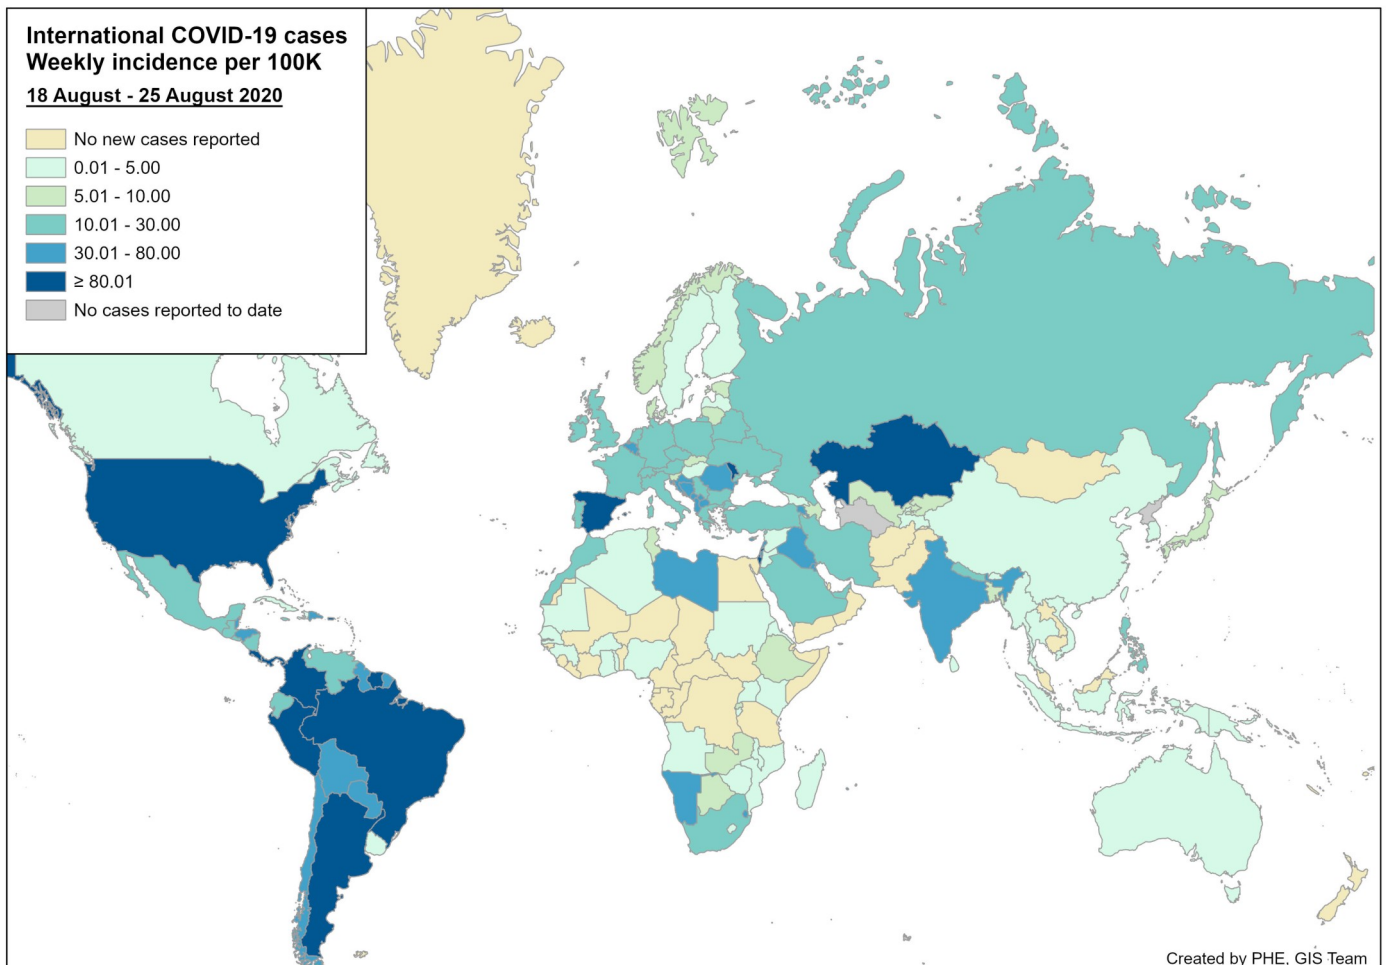 International COVID-19 cases
Weekly incidence per 100K
18 August - 25 August 2020
No new cases reported
0.01 - 5.00
5.01 - 10.00
10.01 - 30.00
30.01 - 80.00
≥ 80.01
No cases reported to date
Created by PHE, GIS Team